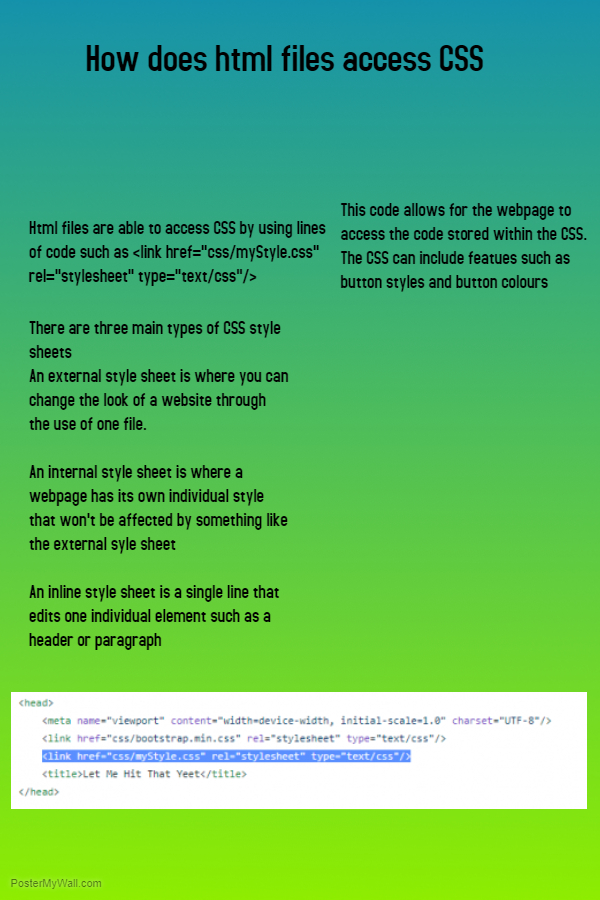 How does html files access CSS
Html files are able to access CSS by using lines
of code such as <link href="css/myStyle.css"
rel="stylesheet" type="text/css"/>
This code allows for the webpage to
access the code stored within the CSS.
The CSS can include featues such as
button styles and button colours
There are three main types of CSS style
sheets
An external style sheet is where you can
change the look of a website through
the use of one file.
An internal style sheet is where a
webpage has its own individual style
that won't be affected by something like
the external syle sheet
An inline style sheet is a single line that
edits one individual element such as a
header or paragraph
<head>
<meta name="viewport" content="width=device-width, initial-scale=1.0" charset="UTF-8"/>
<link href="css/bootstrap.min.css" rel="stylesheet" type="text/css"/>
<link href="css/myStyle.css" rel="stylesheet" type="text/css"/>
<title>Let Me Hit That Yeet</title>
</head>
PosterMyWall.com